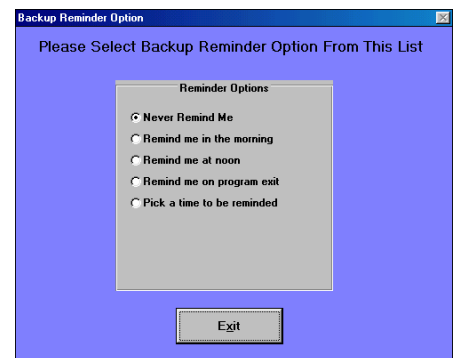 Backup Reminder Option
Please Select Backup Reminder Option From This List
Reminder Options
Never Remind Me
Remind me in the morning
Remind me at noon
Remind me on program exit
Pick a time to be reminded
Exit